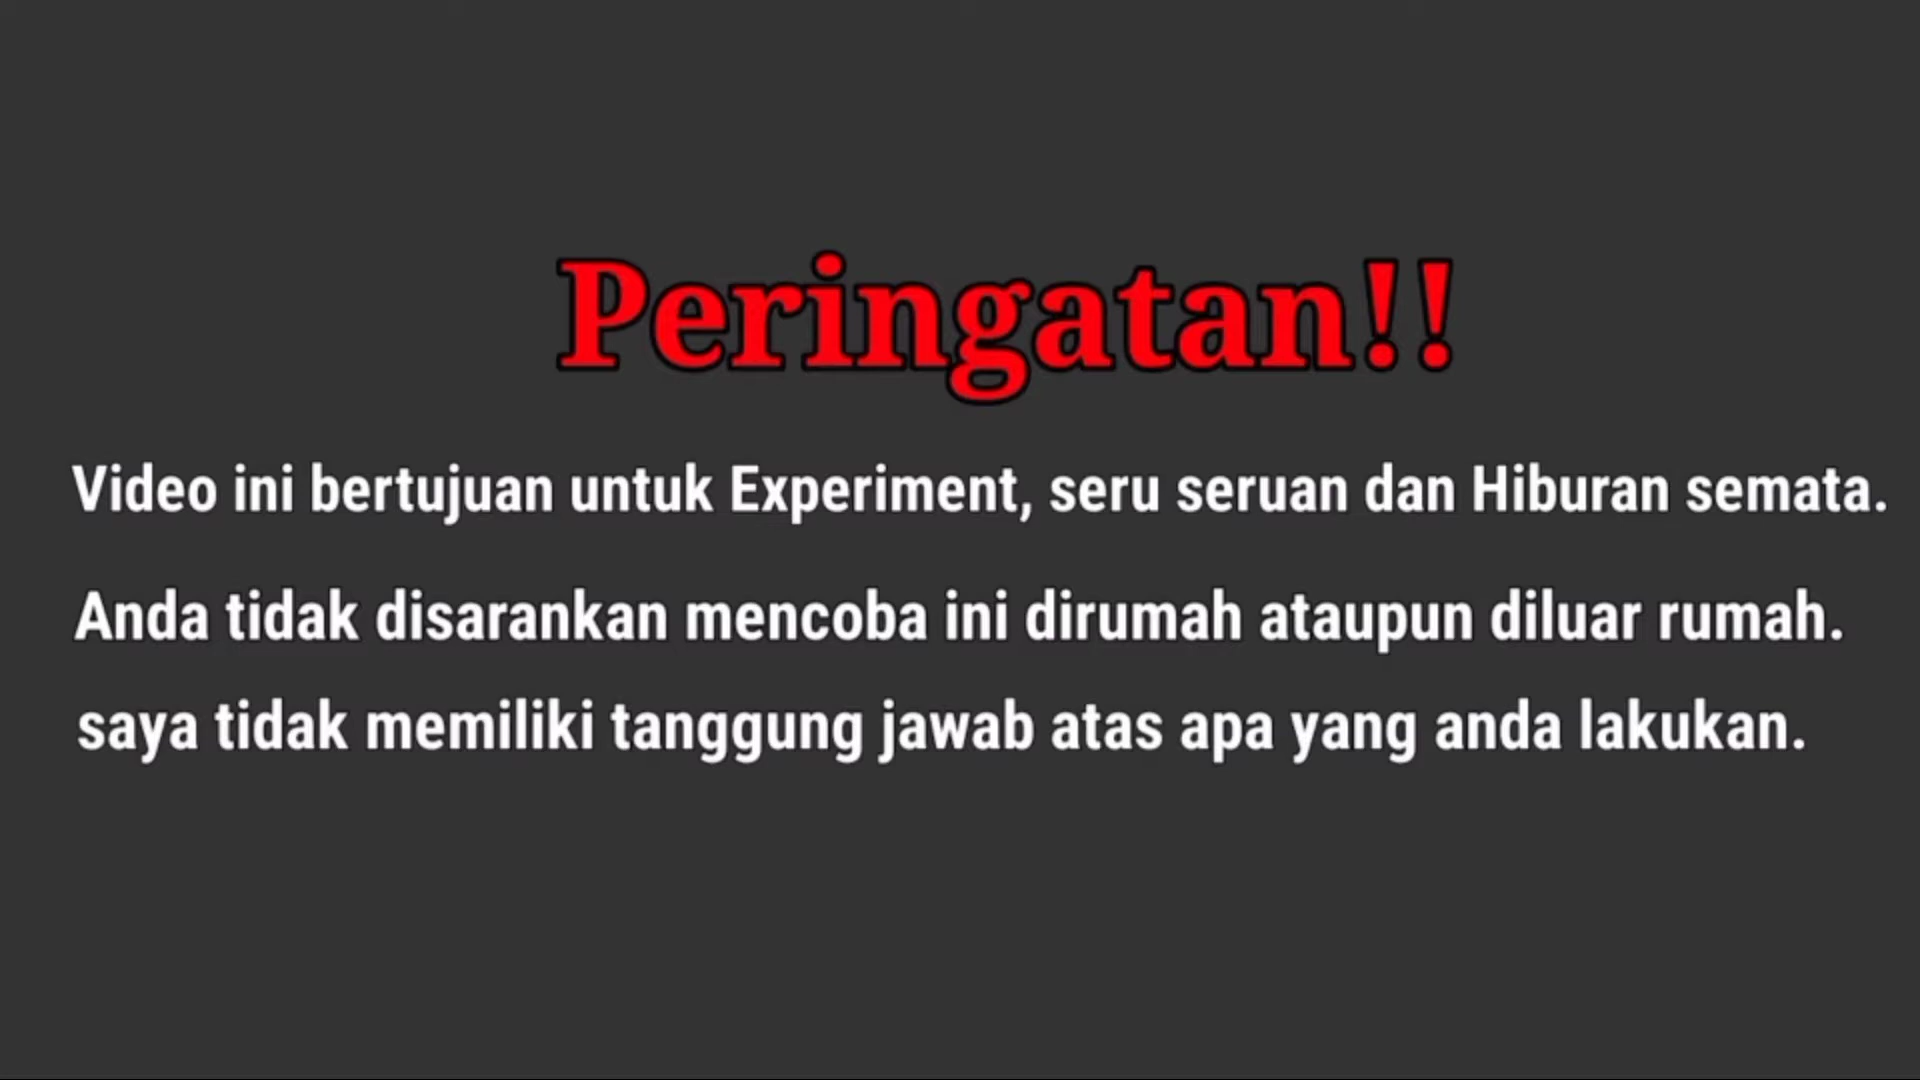 Peringatan!!
Video ini bertujuan untuk Experiment, seru seruan dan Hiburan semata.
Anda tidak disarankan mencoba ini dirumah ataupun diluar rumah.
saya tidak memiliki tanggung jawab atas apa yang anda lakukan.